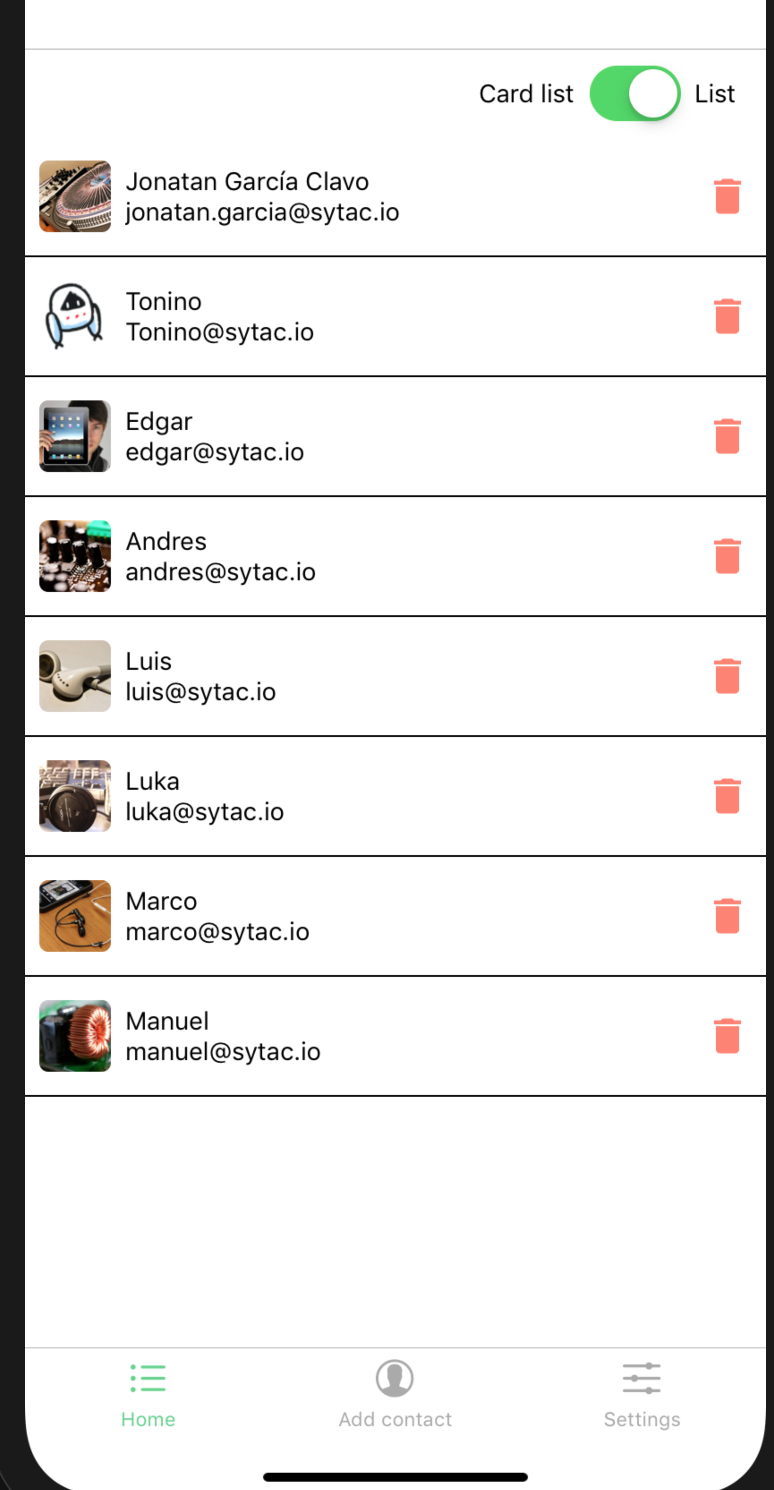 Card list List
Jonatan García Clavo
jonatan.garcia@sytac.io
Tonino
Tonino@sytac.io
Edgar
edgar@sytac.io
Andres
andres@sytac.io
Luis
luis@sytac.io
Luka
luka@sytac.io
Marco
marco@sytac.io
Manuel
manuel@sytac.io
Home Add contact Settings